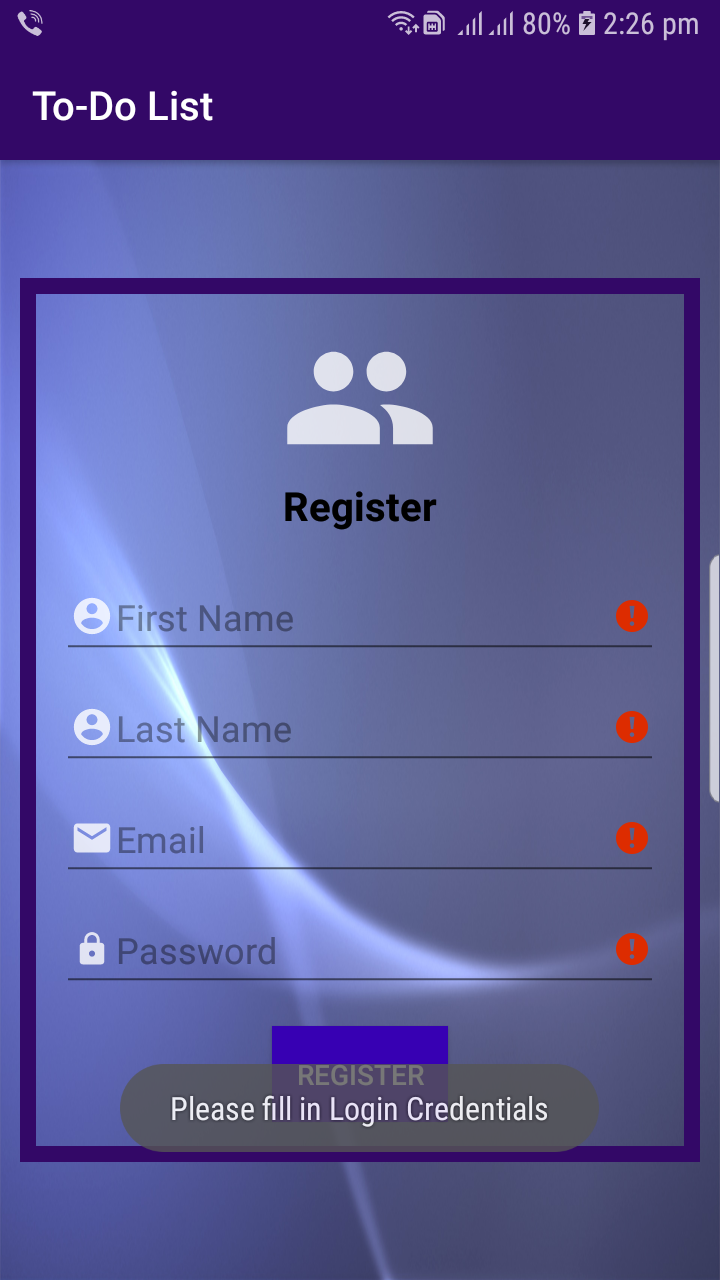 80% 2:26 pm
To-Do List
Register
First Name
Last Name
Email
Password
REGISTER
Please fill in Login Credentials